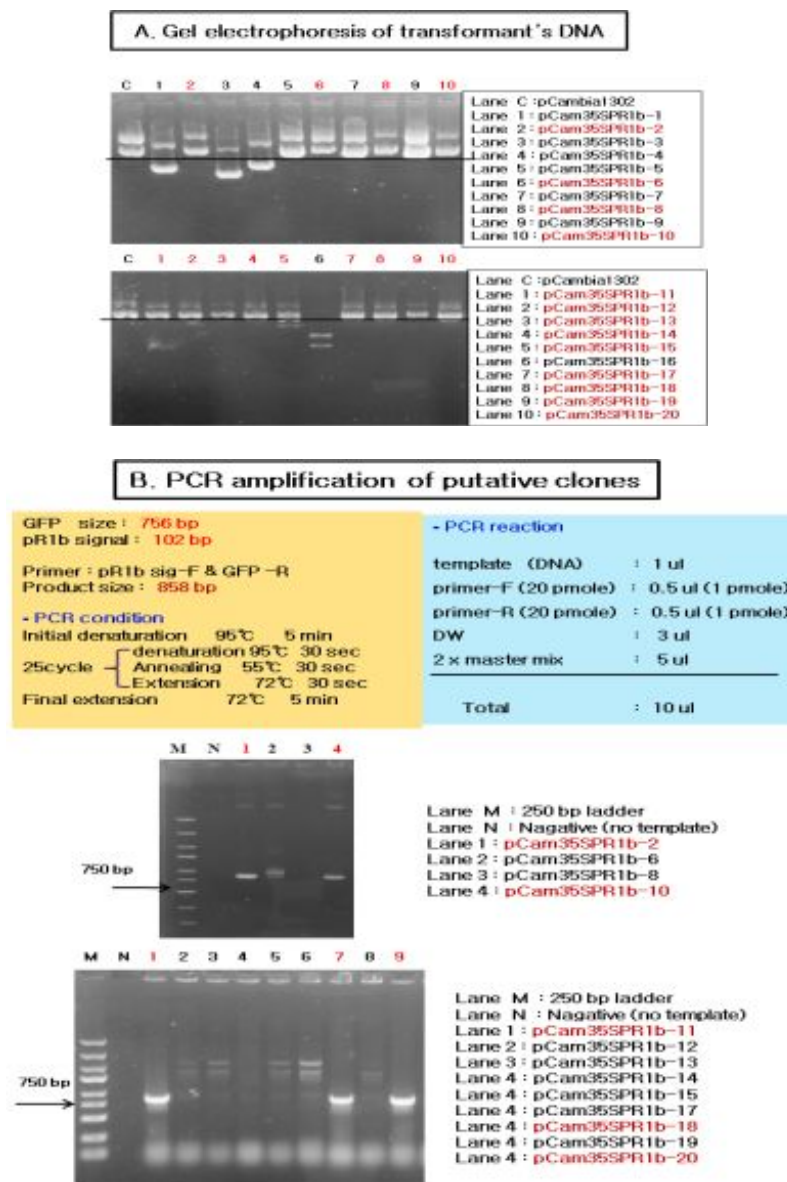 A. Gel electrophoresis of transformant's DNA
C 1 2 3 4 5 6 7 8 9 10
Lane C : pCambia1302
Lane 1 : pCam35SPR1b-1
Lane 2 : pCam35SPR1b-2
Lane 3 : pCam35SPR1b-3
Lane 4 : pCam35SPR1b-4
Lane 5 : pCam35SPR1b-5
Lane 6 : pCam35SPR1b-6
Lane 7 : pCam35SPR1b-7
Lane 8 : pCam35SPR1b-8
Lane 9 : pCam35SPR1b-9
Lane 10 : pCam35SPR1b-10
C 1 2 3 4 5 6 7 8 9 10
Lane C : pCambia1302
Lane 1 : pCam35SPR1b-11
Lane 2 : pCam35SPR1b-12
Lane 3 : pCam35SPR1b-13
Lane 4 : pCam35SPR1b-14
Lane 5 : pCam35SPR1b-15
Lane 6 : pCam35SPR1b-16
Lane 7 : pCam35SPR1b-17
Lane 8 : pCam35SPR1b-18
Lane 9 : pCam35SPR1b-19
Lane 10 : pCam35SPR1b-20
B. PCR amplification of putative clones
GFP size : 756 bp
pR1b signal : 102 bp
Primer : pR1b sig-F & GFP -R
Product size : 858 bp
- PCR condition
Initial denaturation 95℃ 5 min
denaturation 95℃ 30 sec
25cycle Annealing 55℃ 30 sec
Extension 72℃ 30 sec
Final extension 72℃ 5 min
- PCR reaction
template (DNA) : 1 ul
primer-F (20 pmole) : 0.5 ul (1 pmole)
primer-R (20 pmole) : 0.5 ul (1 pmole)
DW : 3 ul
2 x master mix : 5 ul
Total : 10 ul
M N 1 2 3 4
750 bp
Lane M : 250 bp ladder
Lane N : Nagative (no template)
Lane 1 : pCam35SPR1b-2
Lane 2 : pCam35SPR1b-6
Lane 3 : pCam35SPR1b-8
Lane 4 : pCam35SPR1b-10
M N 1 2 3 4 5 6 7 8 9
750 bp
Lane M : 250 bp ladder
Lane N : Nagative (no template)
Lane 1 : pCam35SPR1b-11
Lane 2 : pCam35SPR1b-12
Lane 3 : pCam35SPR1b-13
Lane 4 : pCam35SPR1b-14
Lane 4 : pCam35SPR1b-15
Lane 4 : pCam35SPR1b-17
Lane 4 : pCam35SPR1b-18
Lane 4 : pCam35SPR1b-19
Lane 4 : pCam35SPR1b-20